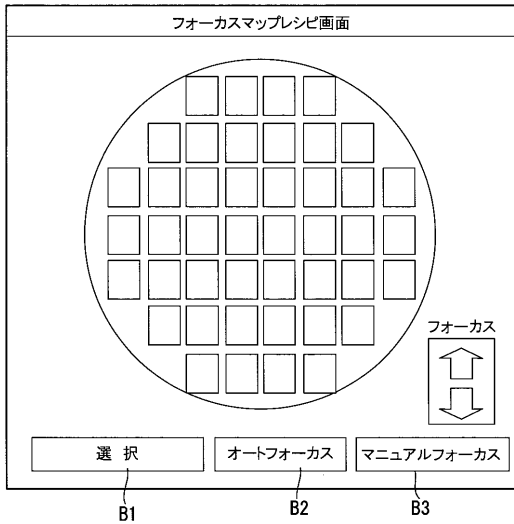 フォーカスマップレシピ画面
フォーカス
選 択
オートフォーカス
マニュアルフォーカス
B1
B2
B3